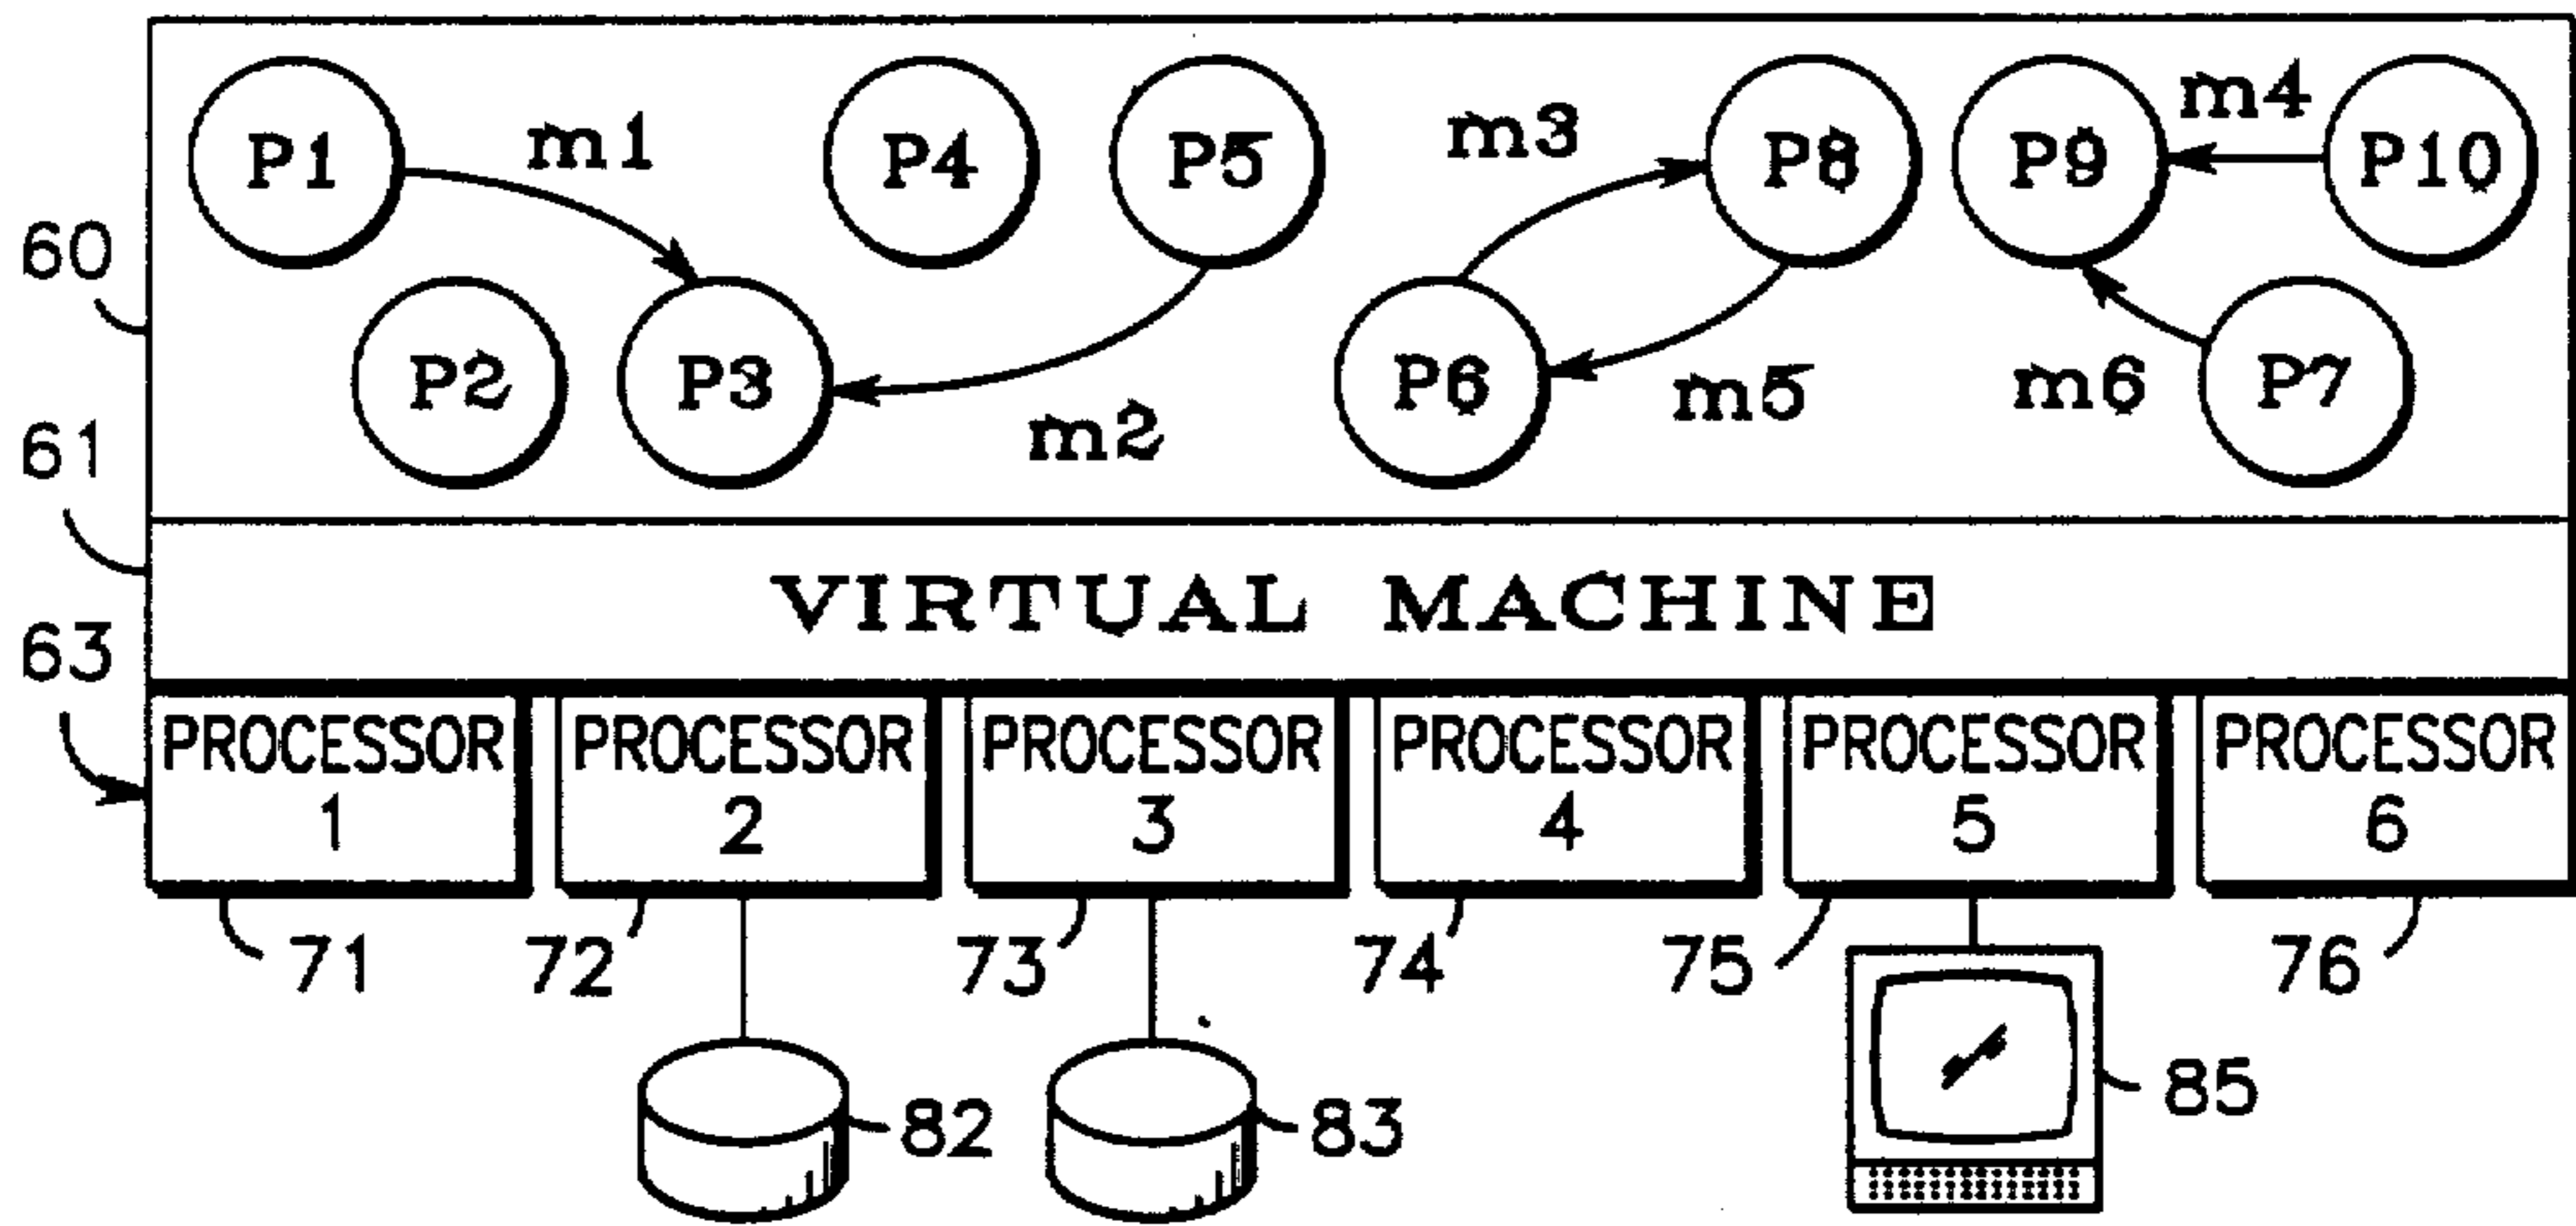 P1
m1
P4
P5
m3
P8
P9
m4
P10
60
P2
P3
m2
P6
m5
m6
P7
61
VIRTUAL MACHINE
63
PROCESSOR
1
PROCESSOR
2
PROCESSOR
3
PROCESSOR
4
PROCESSOR
5
PROCESSOR
6
71
72
73
74
75
76
82
83
85